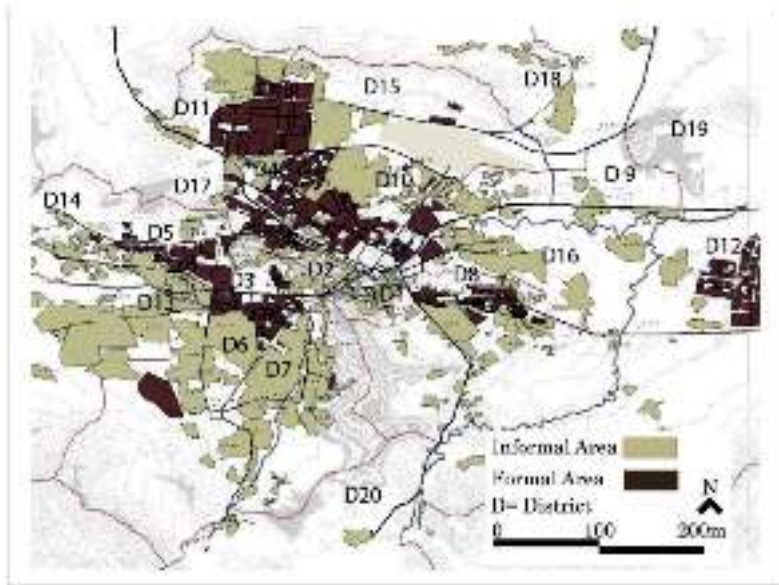 D18
D15
D11
D19
D17
D10
D 9
D14
D5
D16
D12
D3
D2
D8
D13
D6
D7
D20
Informal Area
Formal Area
D= District
N
0 100 200m